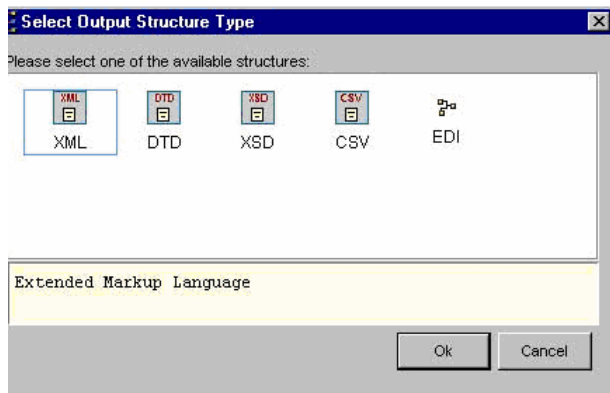 Select Output Structure Type
Please select one of the available structures:
XML DTD XSD CSV
XML DTD XSD CSV EDI
Extended Markup Language
Ok Cancel